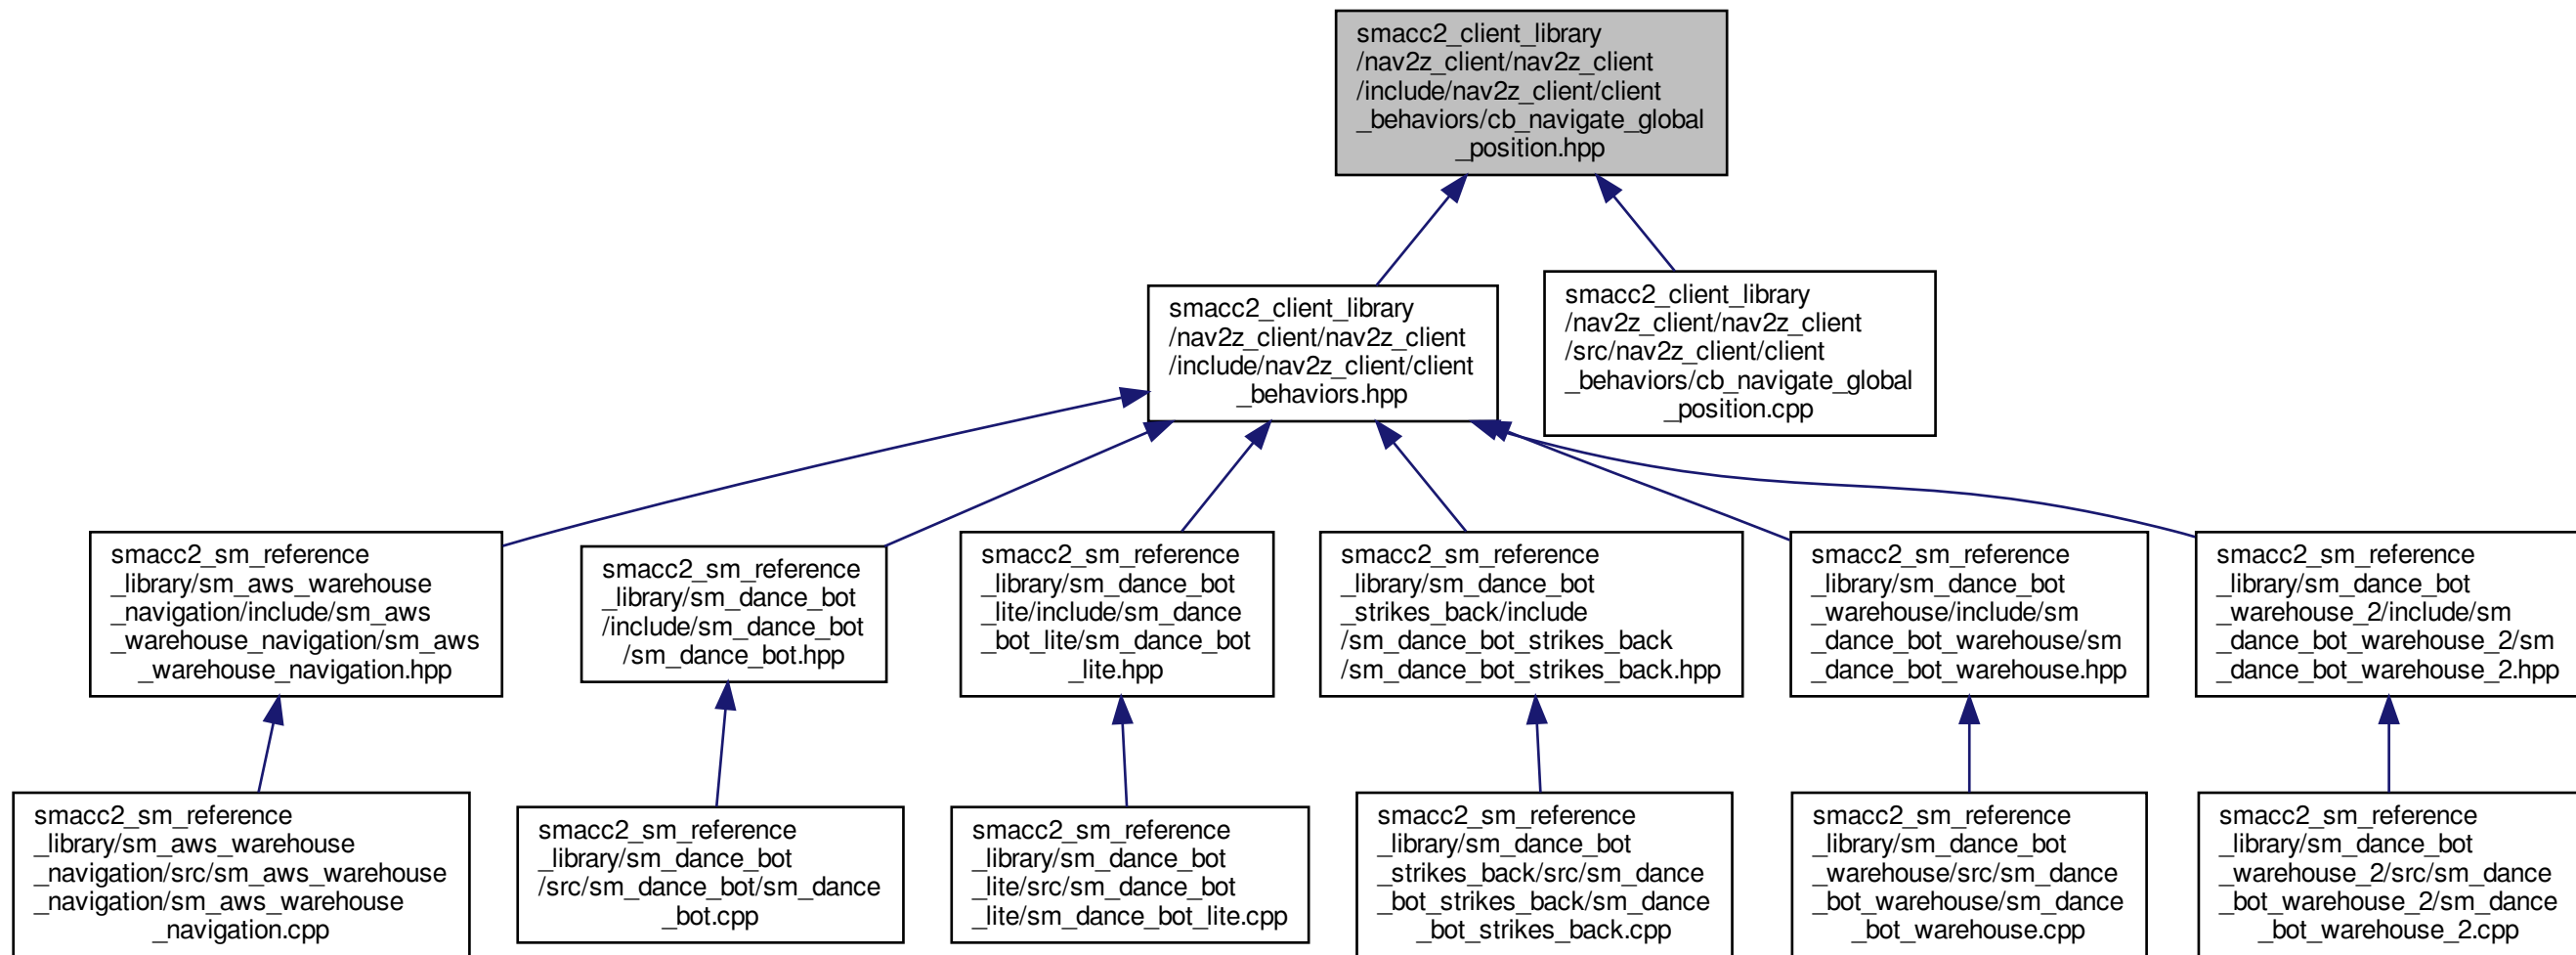 smacc2_client_library
/nav2z_client/nav2z_client
/include/nav2z_client/client
_behaviors/cb_navigate_global
_position.hpp
smacc2_client_library
/nav2z_client/nav2z_client
/include/nav2z_client/client
_behaviors.hpp
smacc2_client_library
/nav2z_client/nav2z_client
/src/nav2z_client/client
_behaviors/cb_navigate_global
_position.cpp
smacc2_sm_reference
_library/sm_aws_warehouse
_navigation/include/sm_aws
_warehouse_navigation/sm_aws
_warehouse_navigation.hpp
smacc2_sm_reference
_library/sm_dance_bot
/include/sm_dance_bot
/sm_dance_bot.hpp
smacc2_sm_reference
_library/sm_dance_bot
_lite/include/sm_dance
_bot_lite/sm_dance_bot
_lite.hpp
smacc2_sm_reference
_library/sm_dance_bot
_strikes_back/include
/sm_dance_bot_strikes_back
/sm_dance_bot_strikes_back.hpp
smacc2_sm_reference
_library/sm_dance_bot
_warehouse/include/sm
_dance_bot_warehouse/sm
_dance_bot_warehouse.hpp
smacc2_sm_reference
_library/sm_dance_bot
_warehouse_2/include/sm
_dance_bot_warehouse_2/sm
_dance_bot_warehouse_2.hpp
smacc2_sm_reference
_library/sm_aws_warehouse
_navigation/src/sm_aws_warehouse
_navigation/sm_aws_warehouse
_navigation.cpp
smacc2_sm_reference
_library/sm_dance_bot
/src/sm_dance_bot/sm_dance
_bot.cpp
smacc2_sm_reference
_library/sm_dance_bot
_lite/src/sm_dance_bot
_lite/sm_dance_bot_lite.cpp
smacc2_sm_reference
_library/sm_dance_bot
_strikes_back/src/sm_dance
_bot_strikes_back/sm_dance
_bot_strikes_back.cpp
smacc2_sm_reference
_library/sm_dance_bot
_warehouse/src/sm_dance
_bot_warehouse/sm_dance
_bot_warehouse.cpp
smacc2_sm_reference
_library/sm_dance_bot
_warehouse_2/src/sm_dance
_bot_warehouse_2/sm_dance
_bot_warehouse_2.cpp